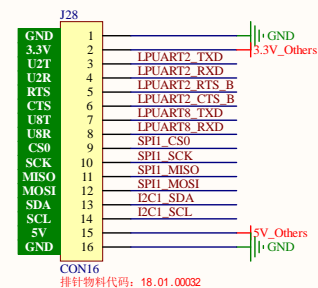 J28
GND 1 GND
3.3V 2 3.3V_Others
U2T 3 LPUART2_TXD
U2R 4 LPUART2_RXD
RTS 5 LPUART2_RTS_B
CTS 6 LPUART2_CTS_B
U8T 7 LPUART8_TXD
U8R 8 LPUART8_RXD
CS0 9 SPI1_CS0
SCK 10 SPI1_SCK
MISO 11 SPI1_MISO
MOSI 12 SPI1_MOSI
SDA 13 I2C1_SDA
SCL 14 I2C1_SCL
5V 15 5V_Others
GND 16 GND
CON16
排针物料代码：18.01.00032